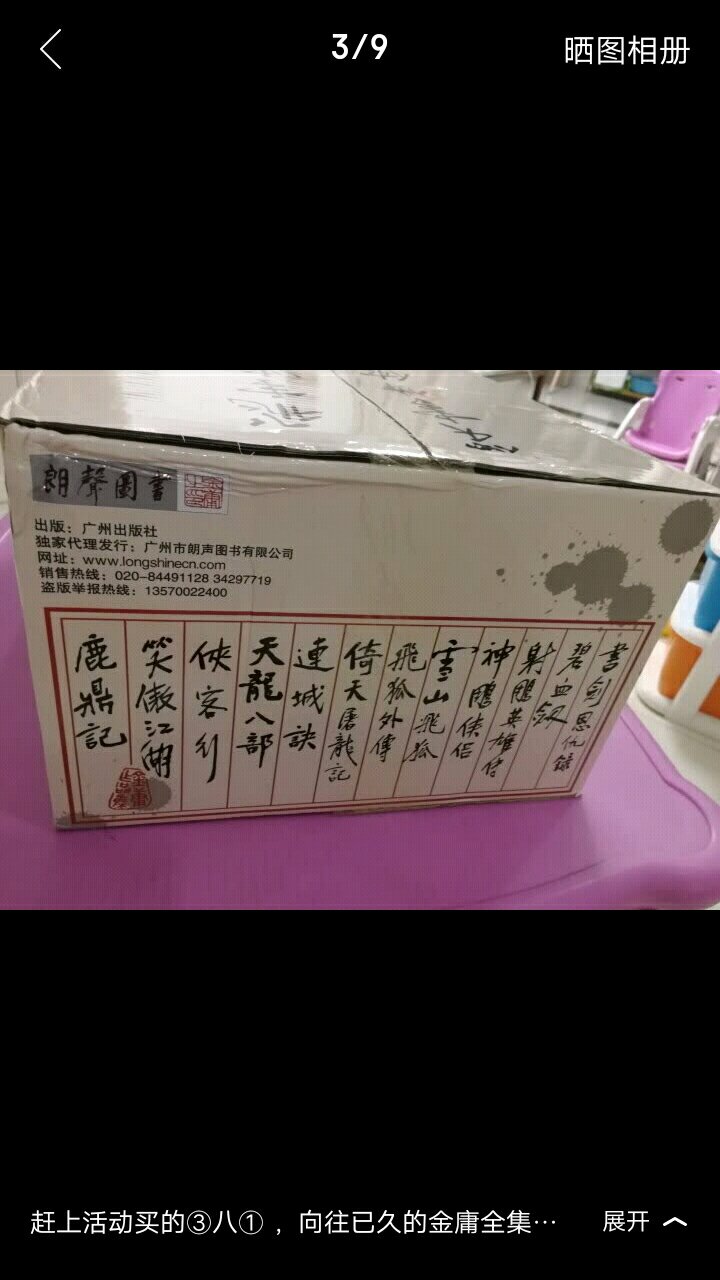 3/9
晒图相册
朗聲圖書
出版：广州出版社
独家代理发行：广州市朗声图书有限公司
网址：www.longshinecn.com
销售热线：020-84491128 34297719
盗版举报热线：13570022400
書劍恩仇錄
碧血劍
射鵰英雄傳
神鵰俠侶
雪山飛狐
飛狐外傳
倚天屠龍記
連城訣
天龍八部
俠客行
笑傲江湖
鹿鼎記
赶上活动买的③八①，向往已久的金庸全集…
展开